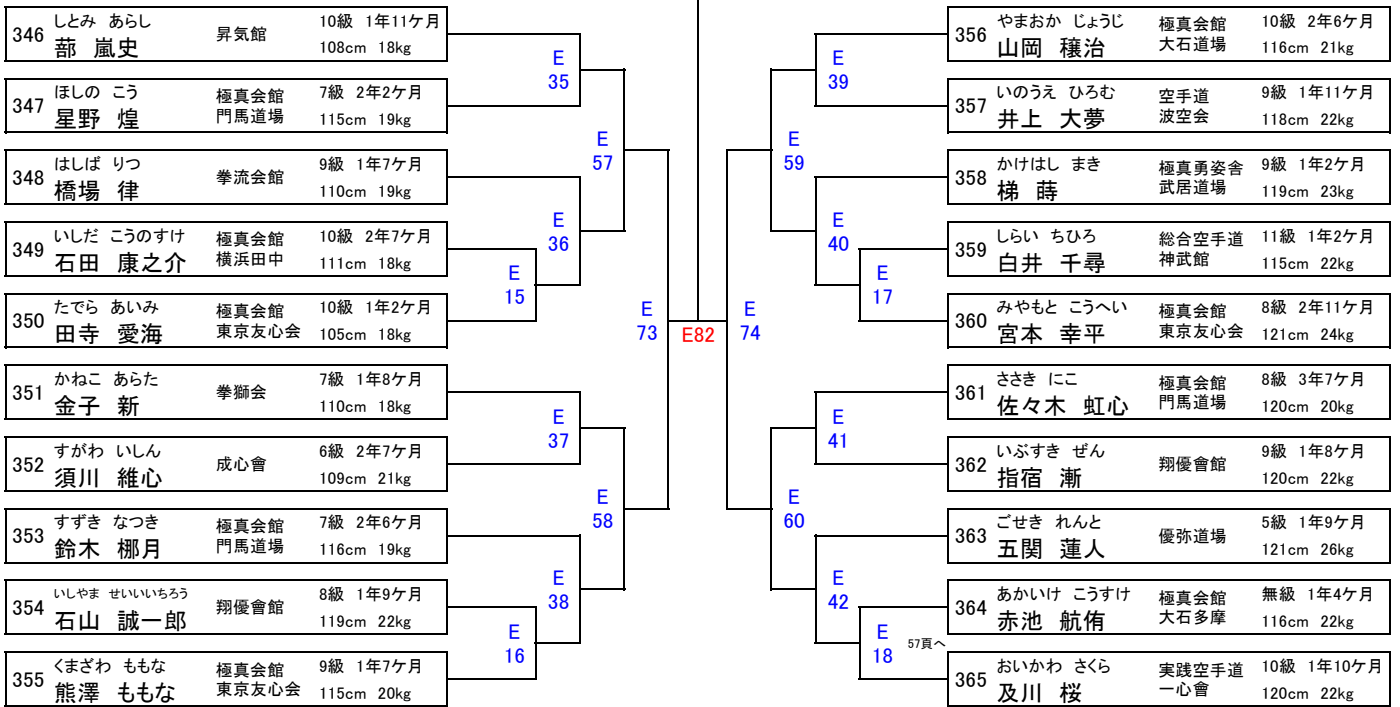 しとみ あらし 10級 1年11ケ月
346 蔀 嵐史 昇気館 108cm 18kg
ほしの こう 極真会館 7級 2年2ケ月
347 星野 煌 門馬道場 115cm 19kg
はしば りつ 9級 1年7ケ月
348 橋場 律 拳流会館 110cm 19kg
いしだ こうのすけ 極真会館 10級 2年7ケ月
349 石田 康之介 横浜田中 111cm 18kg
たでら あいみ 極真会館 10級 1年2ケ月
350 田寺 愛海 東京友心会 105cm 18kg
かねこ あらた 7級 1年8ケ月
351 金子 新 拳獅会 110cm 18kg
すがわ いしん 6級 2年7ケ月
352 須川 維心 成心會 109cm 21kg
すずき なつき 極真会館 7級 2年6ケ月
353 鈴木 梛月 門馬道場 116cm 19kg
いしやま せいいいちろう 8級 1年9ケ月
354 石山 誠一郎 翔優會館 119cm 22kg
くまざわ ももな 極真会館 9級 1年7ケ月
355 熊澤 ももな 東京友心会 115cm 20kg
E
35
E
36
E
15
E
37
E
38
E
16
E
57
E
58
E
73
E82
E
74
E
59
E
60
E
39
E
40
E
17
E
41
E
42
E
18
57頁へ
やまおか じょうじ 極真会館 10級 2年6ケ月
356 山岡 穣治 大石道場 116cm 21kg
いのうえ ひろむ 空手道 9級 1年11ケ月
357 井上 大夢 波空会 118cm 22kg
かけはし まき 極真勇姿舎 9級 1年2ケ月
358 梯 蒔 武居道場 119cm 23kg
しらい ちひろ 総合空手道 11級 1年2ケ月
359 白井 千尋 神武館 115cm 22kg
みやもと こうへい 極真会館 8級 2年11ケ月
360 宮本 幸平 東京友心会 121cm 24kg
ささき にこ 極真会館 8級 3年7ケ月
361 佐々木 虹心 門馬道場 120cm 20kg
いぶすき ぜん 9級 1年8ケ月
362 指宿 漸 翔優會館 120cm 22kg
ごせき れんと 5級 1年9ケ月
363 五関 蓮人 優弥道場 121cm 26kg
あかいけ こうすけ 極真会館 無級 1年4ケ月
364 赤池 航侑 大石多摩 116cm 22kg
おいかわ さくら 実践空手道 10級 1年10ケ月
365 及川 桜 一心會 120cm 22kg